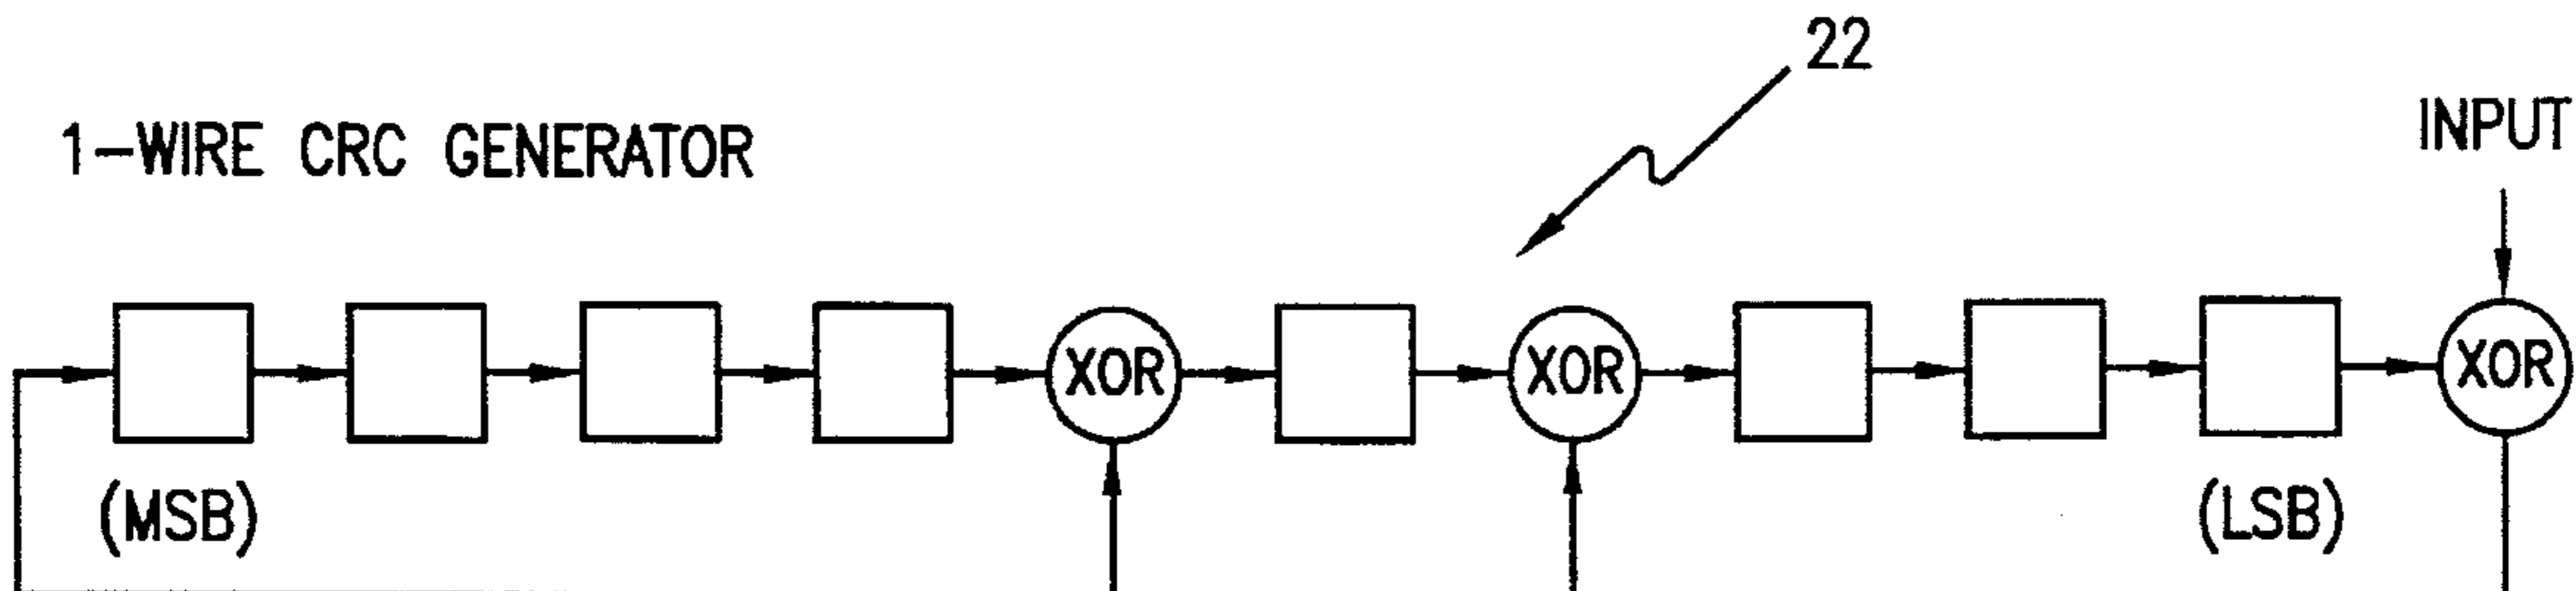 22
1-WIRE CRC GENERATOR
INPUT
XOR
XOR
XOR
(MSB)
(LSB)